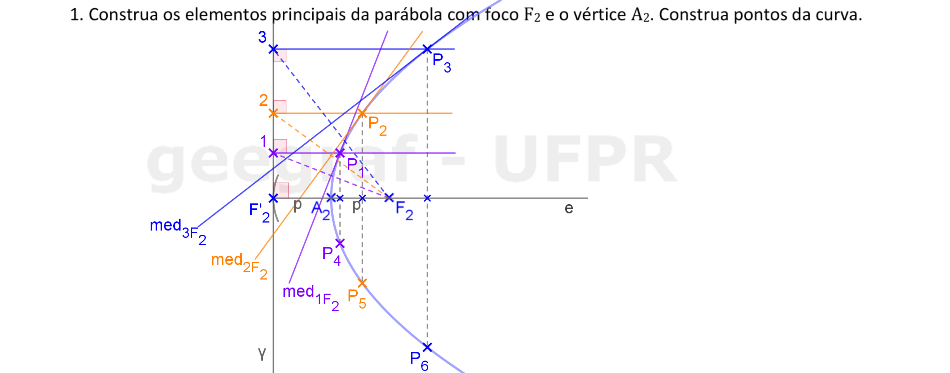 1. Construa os elementos principais da parábola com foco F₂ e o vértice A₂. Construa pontos da curva.
3
P₃
2
P₂
1
P₁
geegraf - UFPR
F'₂
p
A₂
p
F₂
e
med₃F₂
P₄
med₂F₂
med₁F₂
P₅
γ
P₆